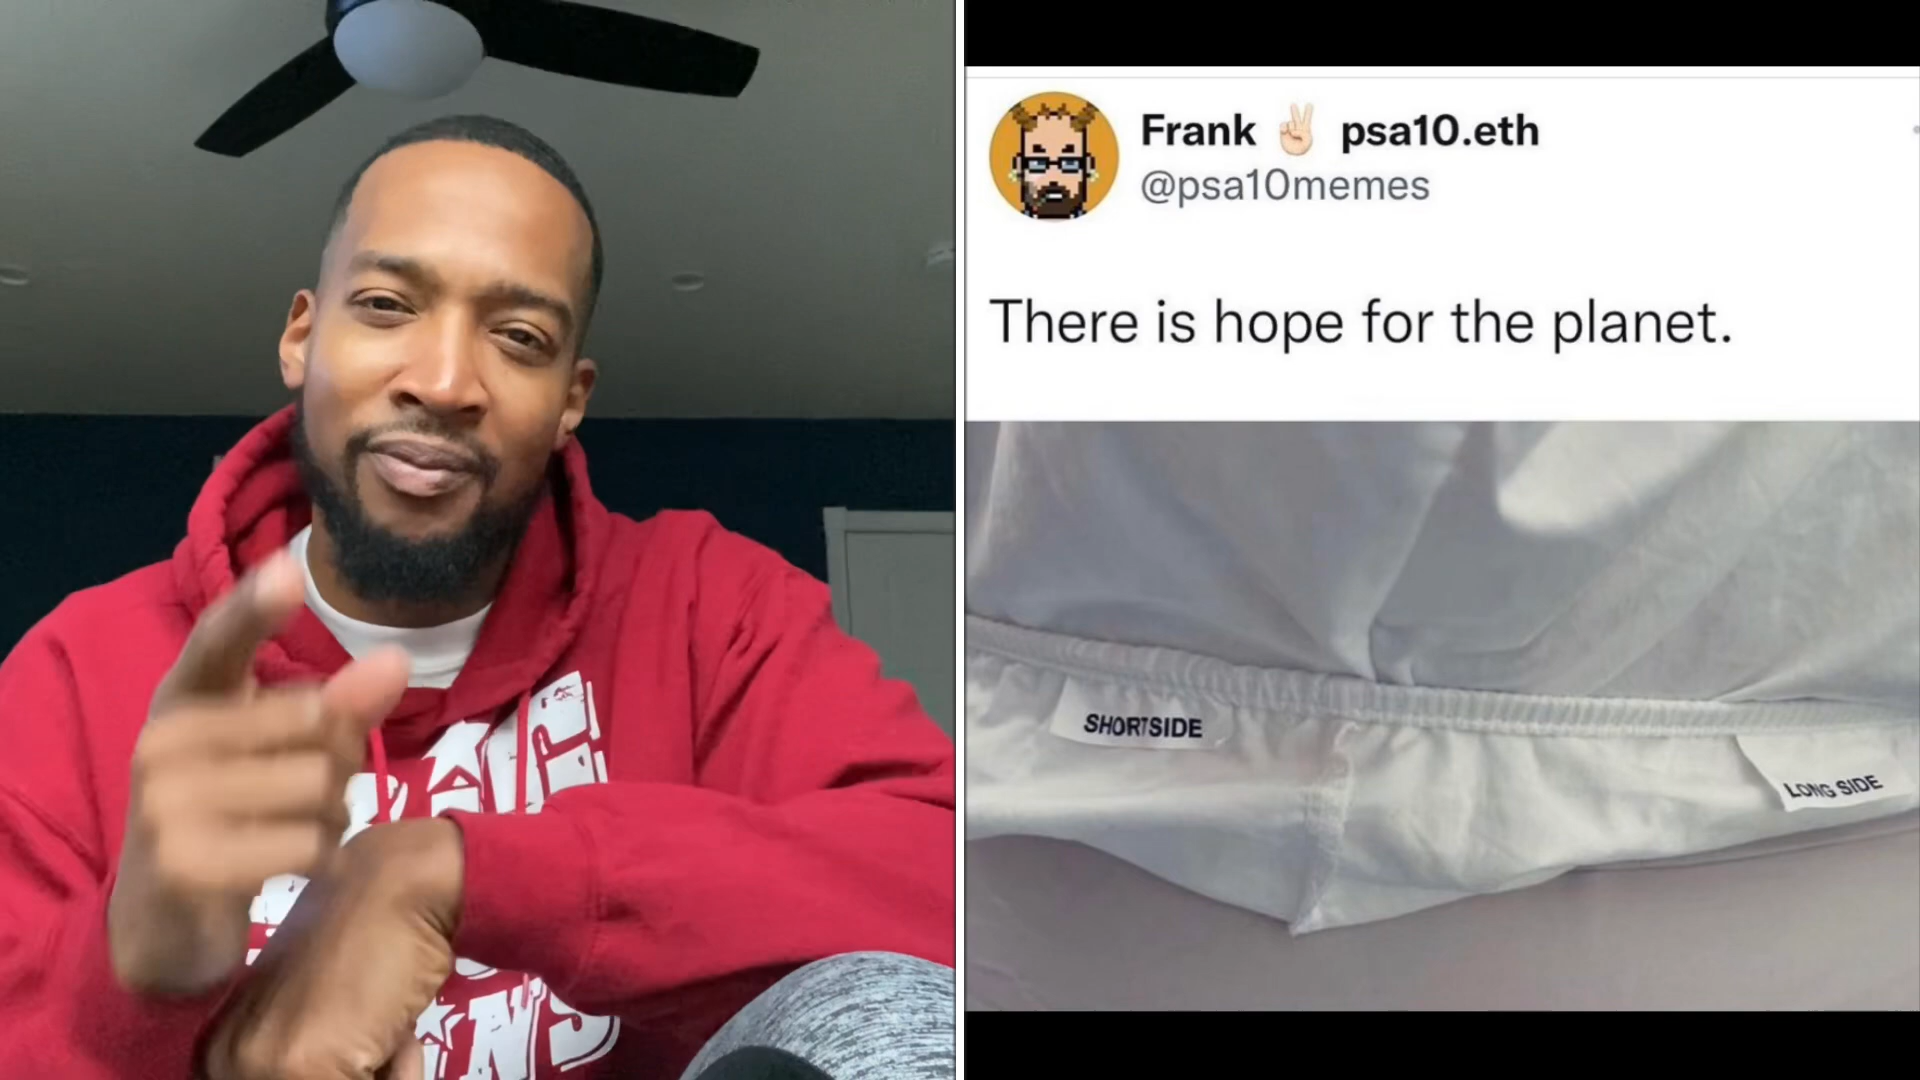 Frank ✌🏻 psa10.eth
@psa10memes
There is hope for the planet.
SHORTSIDE
LONG SIDE